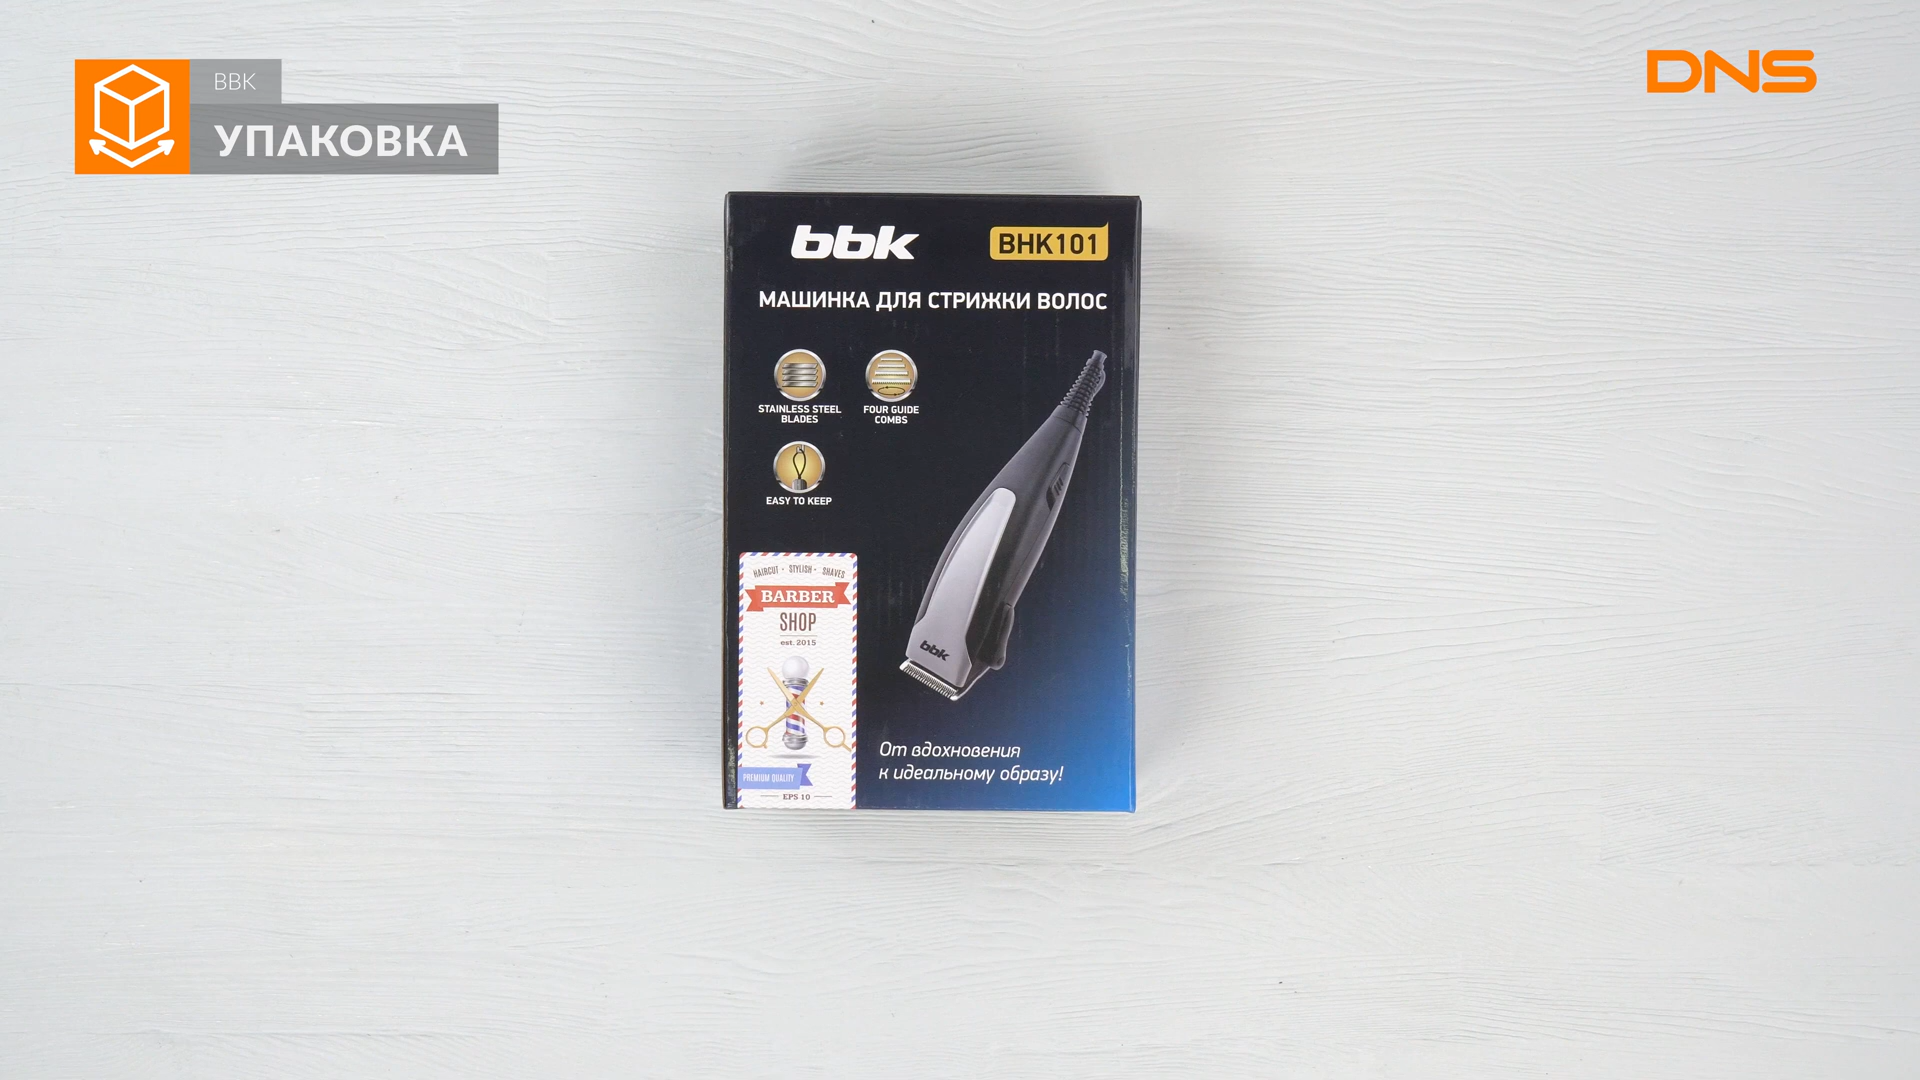 BBK
УПАКОВКА
DNS
bbk
BHK101
МАШИНКА ДЛЯ СТРИЖКИ ВОЛОС
STAINLESS STEEL
BLADES
FOUR GUIDE
COMBS
EASY TO KEEP
HAIRCUT • STYLISH • SHAVES
BARBER
SHOP
est. 2015
PREMIUM QUALITY
EPS 10
bbk
От вдохновения
к идеальному образу!